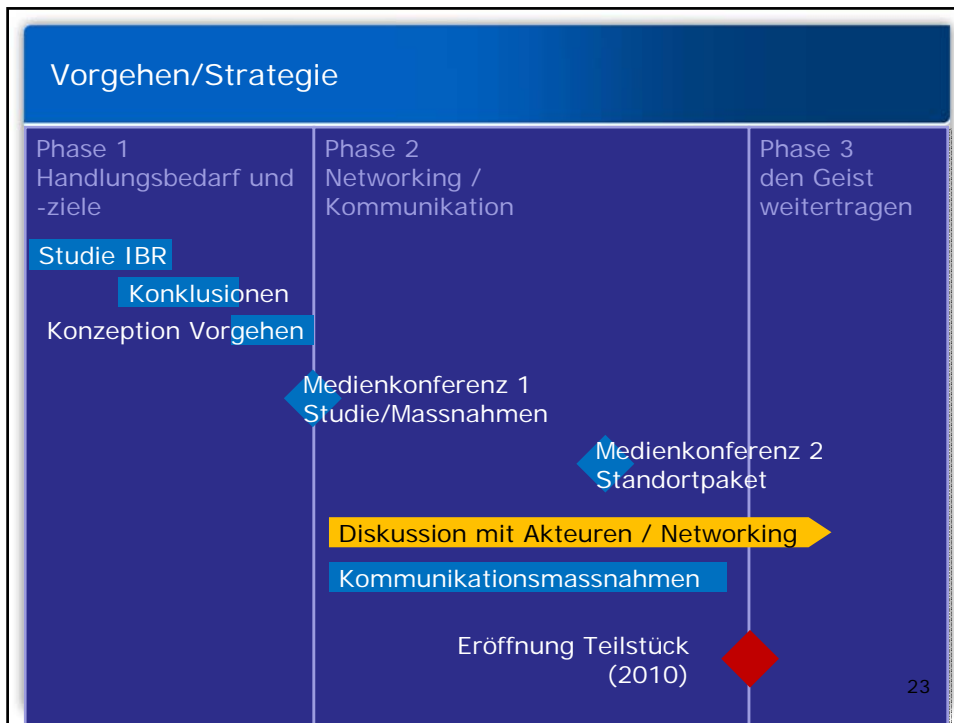 Vorgehen/Strategie
Phase 1
Handlungsbedarf und
-ziele
Phase 2
Networking /
Kommunikation
Phase 3
den Geist
weitertragen
Studie IBR
Konklusionen
Konzeption Vorgehen
Medienkonferenz 1
Studie/Massnahmen
Medienkonferenz 2
Standortpaket
Diskussion mit Akteuren / Networking
Kommunikationsmassnahmen
Eröffnung Teilstück
(2010)
23